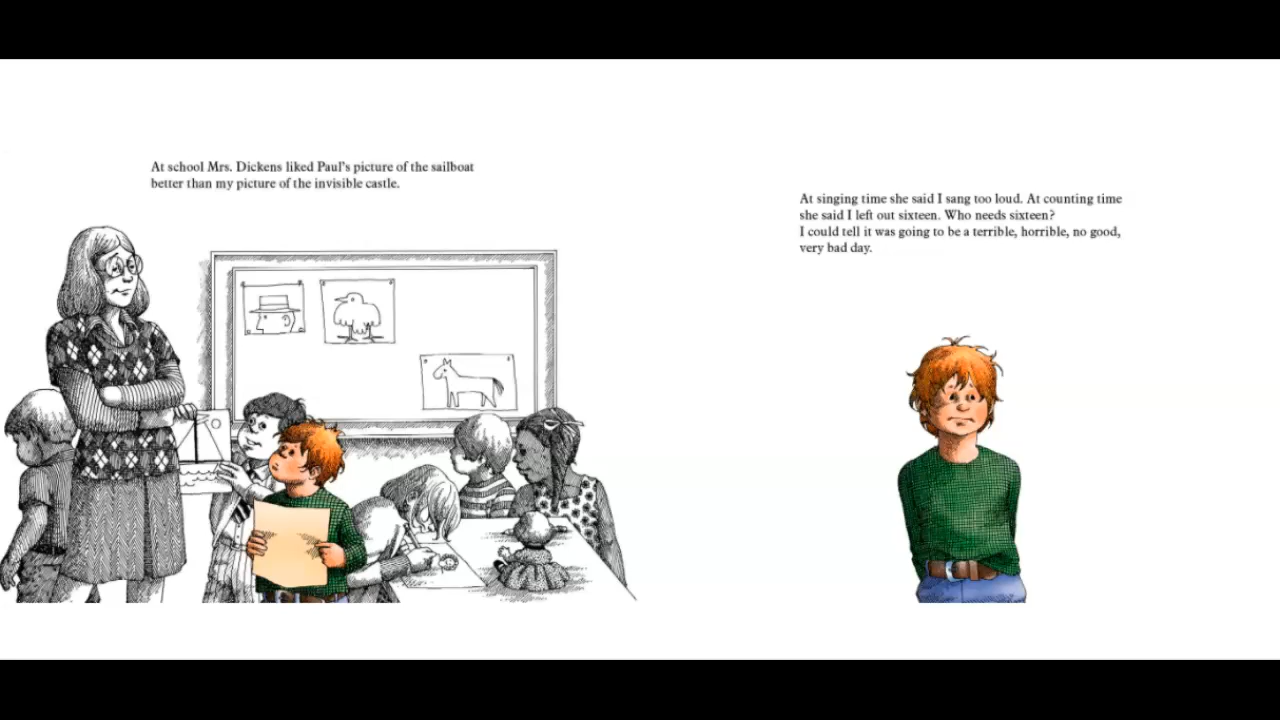 At school Mrs. Dickens liked Paul's picture of the sailboat
better than my picture of the invisible castle.
At singing time she said I sang too loud. At counting time
she said I left out sixteen. Who needs sixteen?
I could tell it was going to be a terrible, horrible, no good,
very bad day.